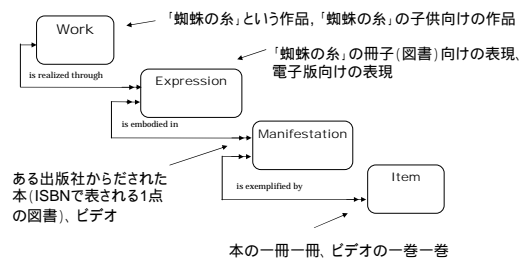 「蜘蛛の糸」という作品，「蜘蛛の糸」の子供向けの作品
Work
「蜘蛛の糸」の冊子(図書)向けの表現、
電子版向けの表現
is realized through
Expression
is embodied in
Manifestation
ある出版社からだされた
本(ISBNで表される1点
の図書)、ビデオ
is exemplified by
Item
本の一冊一冊、ビデオの一巻一巻